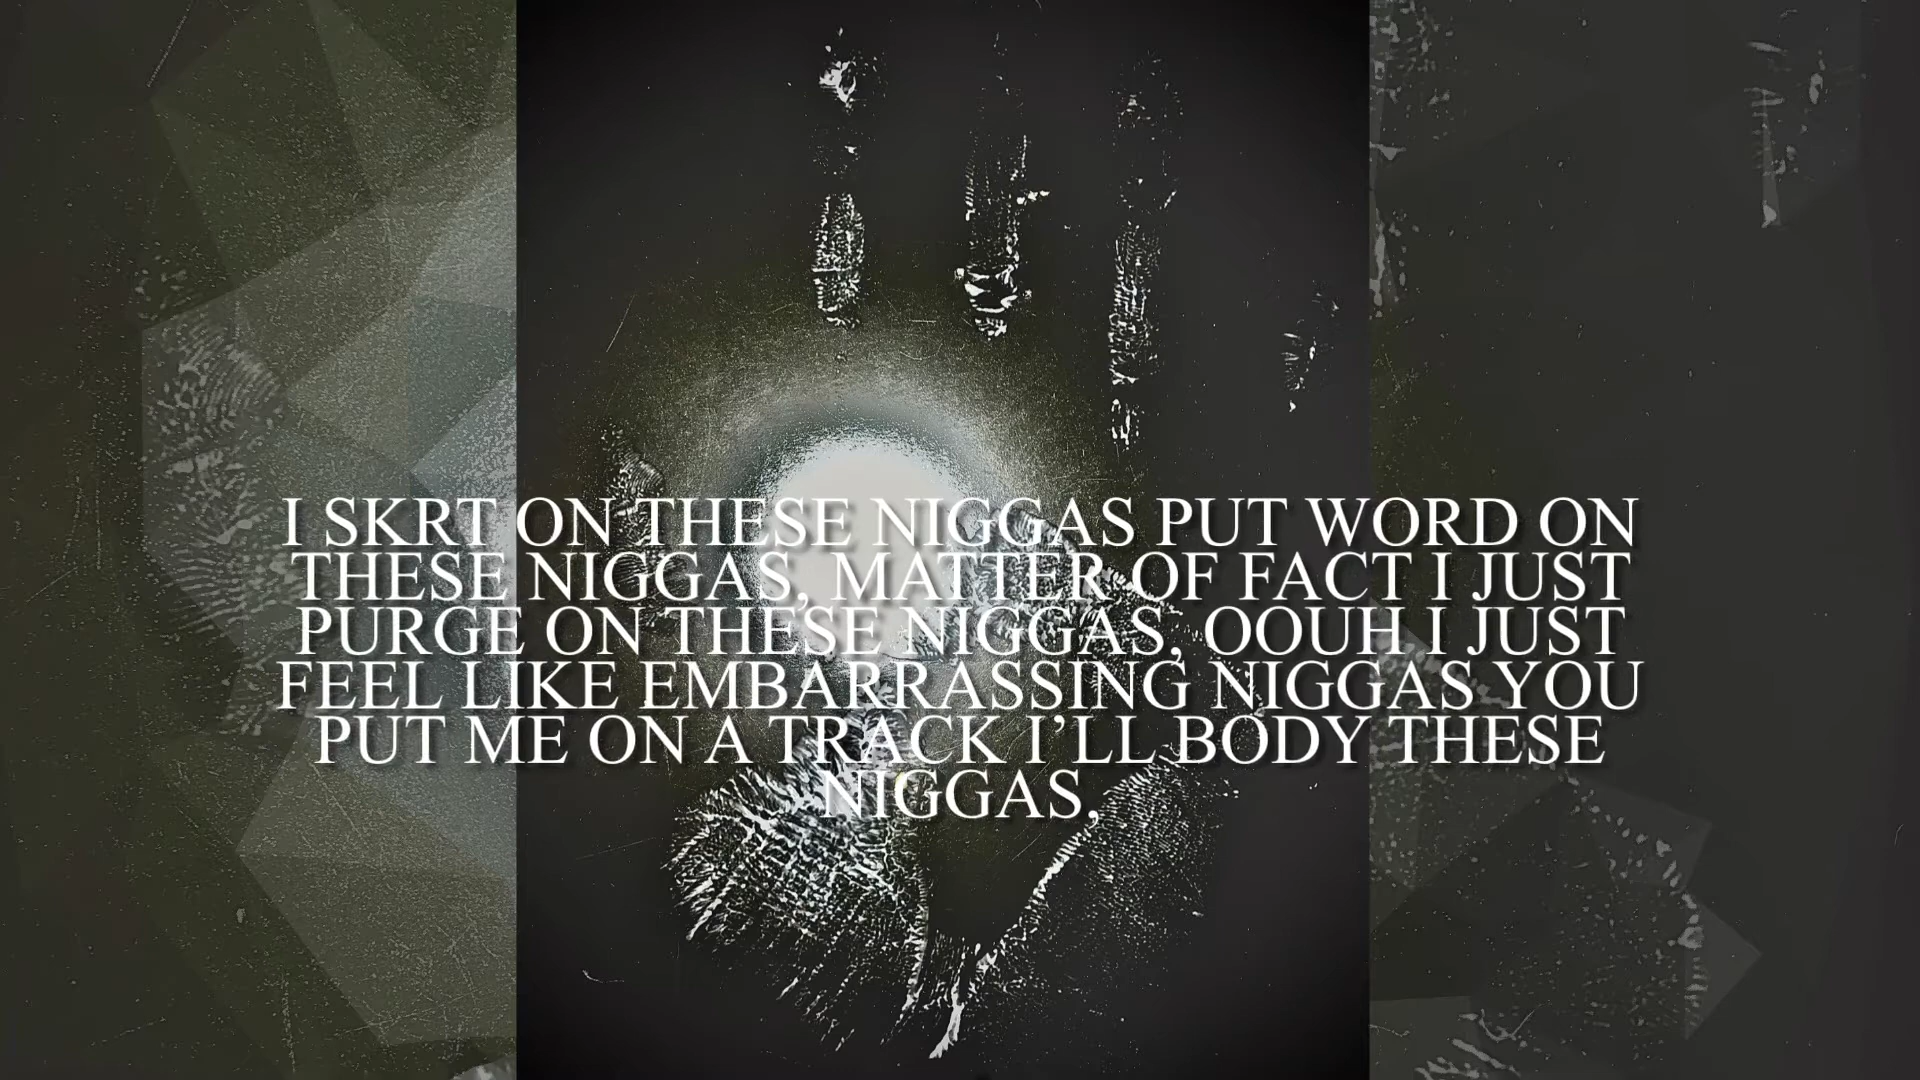 I SKRT ON THESE NIGGAS PUT WORD ON
THESE NIGGAS, MATTER OF FACT I JUST
PURGE ON THESE NIGGAS, OOUH I JUST
FEEL LIKE EMBARRASSING NIGGAS YOU
PUT ME ON A TRACK I’LL BODY THESE
NIGGAS,